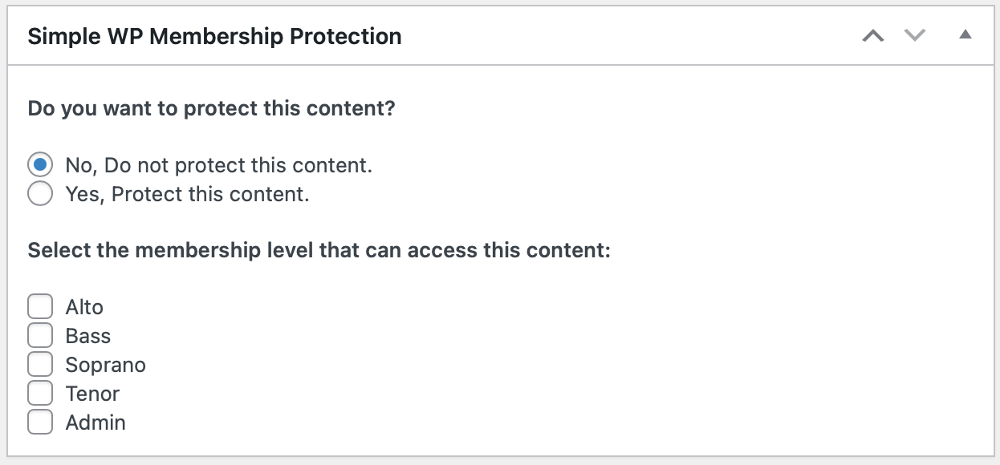 Simple WP Membership Protection
Do you want to protect this content?
No, Do not protect this content.
Yes, Protect this content.
Select the membership level that can access this content:
Alto
Bass
Soprano
Tenor
Admin